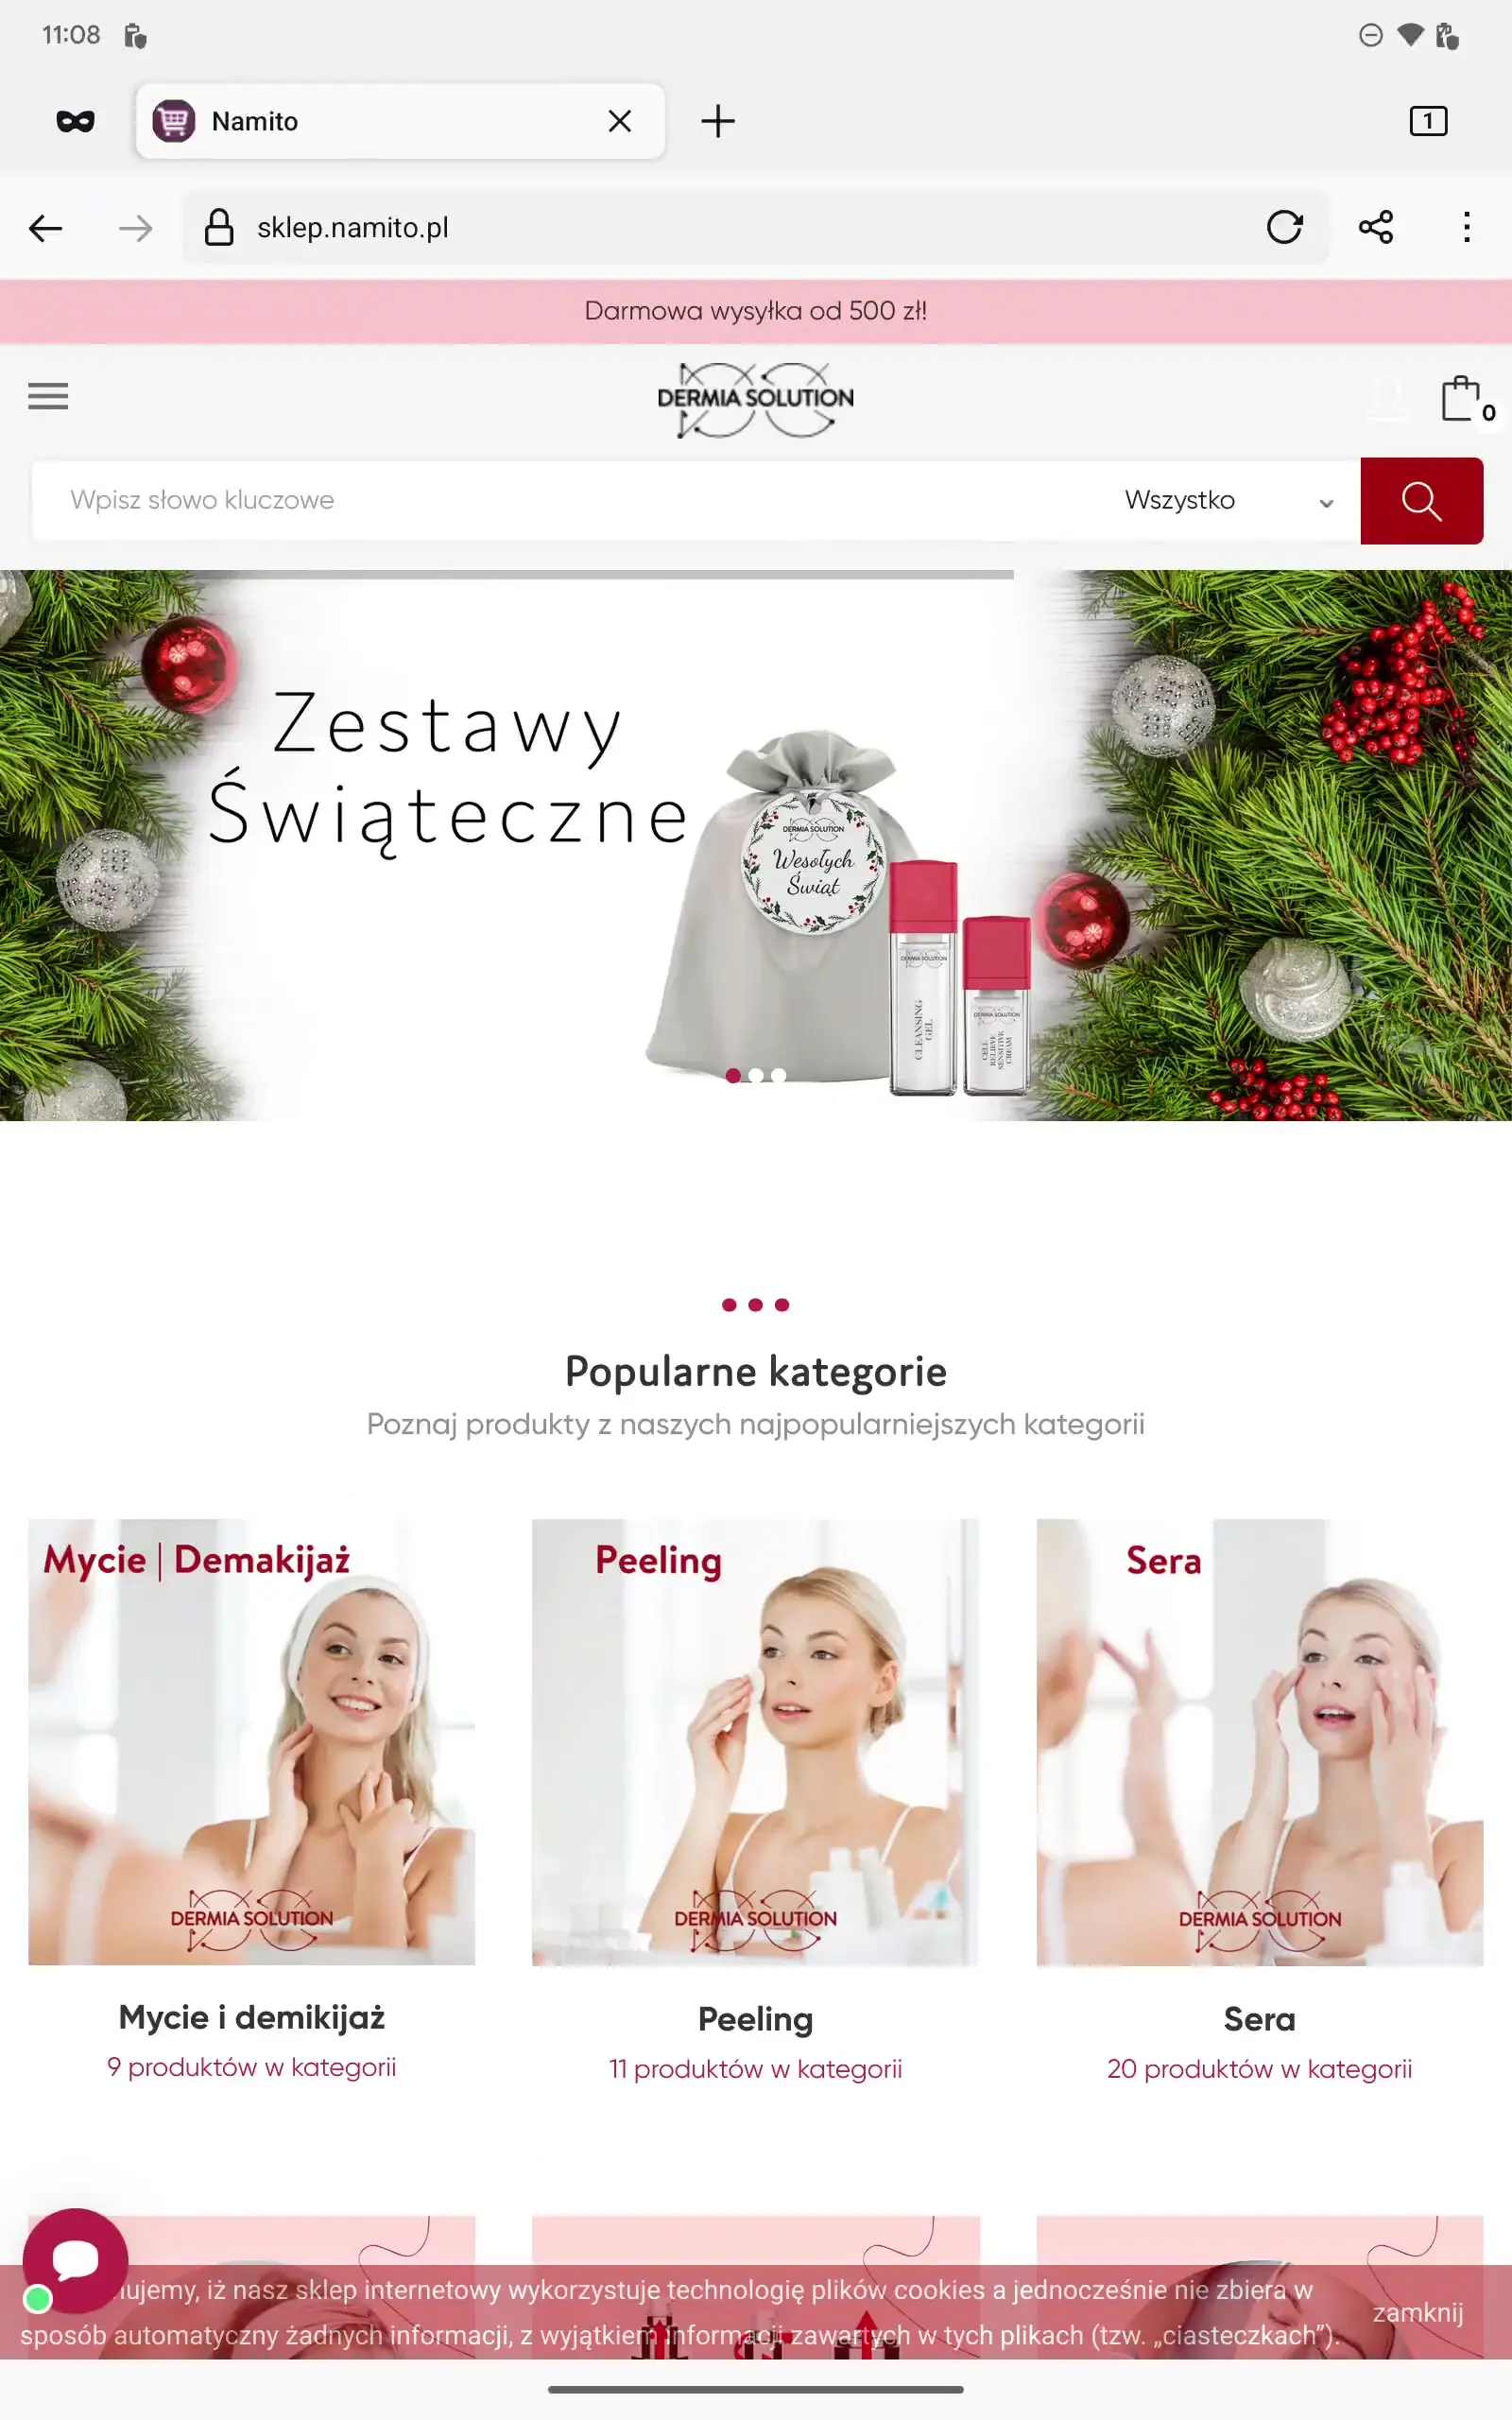 11:08
Namito
1
sklep.namito.pl
Darmowa wysyłka od 500 zł!
DERMIA SOLUTION
0
Wpisz słowo kluczowe
Wszystko
Zestawy
Świąteczne
DERMIA SOLUTION
Wesołych
Świąt
DERMIA SOLUTION
CLEANSING
GEL
DERMIA SOLUTION
CELL
RELIEVE
SENSITIVE
CREAM
Popularne kategorie
Poznaj produkty z naszych najpopularniejszych kategorii
Mycie | Demakijaż
DERMIA SOLUTION
Mycie i demikijaż
9 produktów w kategorii
Peeling
DERMIA SOLUTION
Peeling
11 produktów w kategorii
Sera
DERMIA SOLUTION
Sera
20 produktów w kategorii
iż nasz sklep internetowy wykorzystuje technologię plików cookies a jednocześnie nie zbiera w
sposób automatyczny żadnych informacji, z wyjątkiem informacji zawartych w tych plikach (tzw. „ciasteczkach”).
zamknij